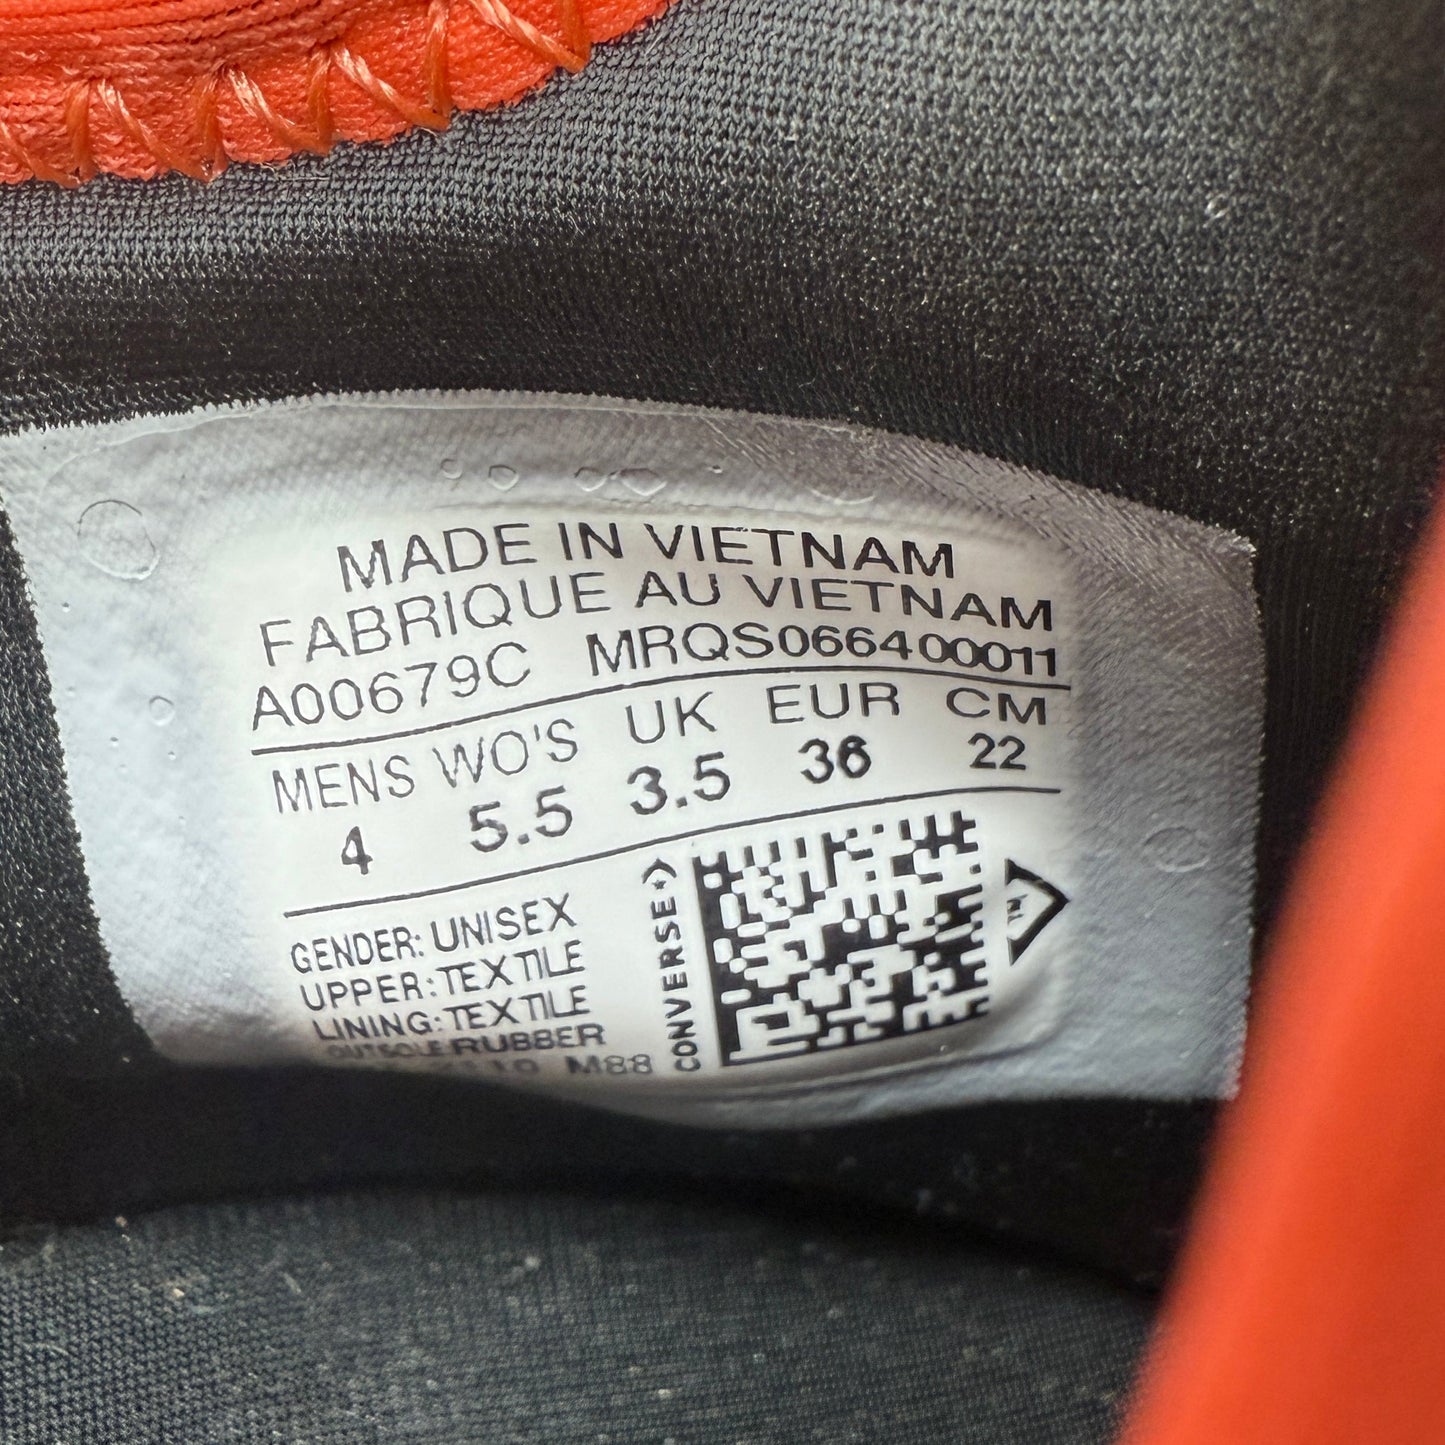 MADE IN VIETNAM
FABRIQUE AU VIETNAM
A00679C MRQS066400011
MENS WO'S UK EUR CM
4 5.5 3.5 36 22
GENDER: UNISEX
UPPER: TEXTILE
LINING: TEXTILE
OUTSOLE RUBBER
M88
CONVERSE